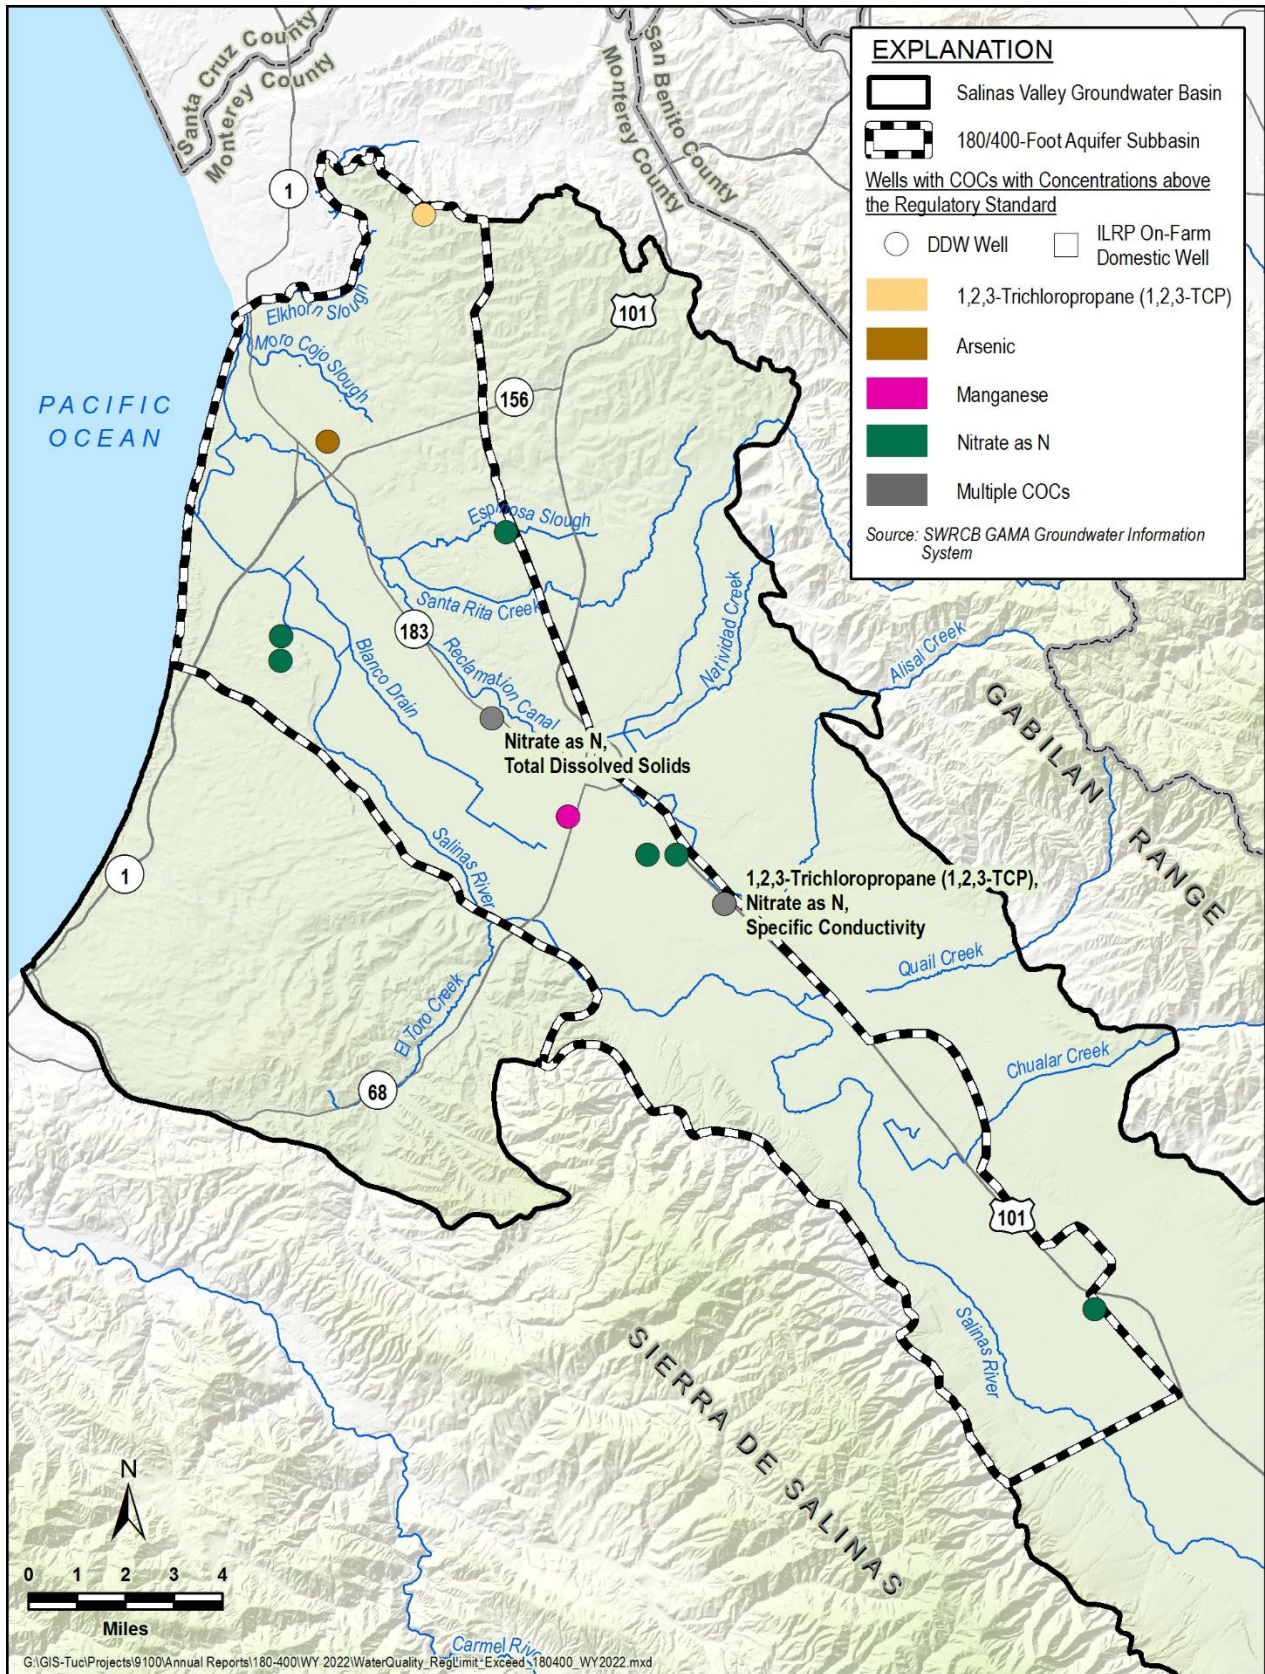 Santa Cruz County
Monterey County
San Benito County
Monterey County
EXPLANATION
Salinas Valley Groundwater Basin
180/400-Foot Aquifer Subbasin
Wells with COCs with Concentrations above
the Regulatory Standard
DDW Well
ILRP On-Farm
Domestic Well
1,2,3-Trichloropropane (1,2,3-TCP)
Arsenic
Manganese
Nitrate as N
Multiple COCs
Source: SWRCB GAMA Groundwater Information
System
1
Elkhorn Slough
Moro Cojo Slough
101
156
PACIFIC
OCEAN
Espinosa Slough
Santa Rita Creek
183
Reclamation Canal
Blanco Drain
Natividad Creek
Alisal Creek
GABILAN
RANGE
Nitrate as N,
Total Dissolved Solids
Salinas River
1
1,2,3-Trichloropropane (1,2,3-TCP),
Nitrate as N,
Specific Conductivity
Quail Creek
El Toro Creek
68
Chualar Creek
101
Salinas River
SIERRA DE SALINAS
N
0 1 2 3 4
Miles
Carmel Rive
G:\GIS-Tuc\Projects\9100\Annual Reports\180-400\WY 2022\WaterQuality_RegLimit_Exceed_180400_WY2022.mxd